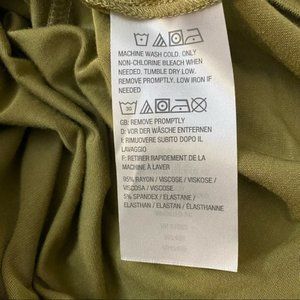 MACHINE WASH COLD. ONLY
NON-CHLORINE BLEACH WHEN
NEEDED. TUMBLE DRY LOW.
REMOVE PROMPTLY. LOW IRON IF
NEEDED
30
GB: REMOVE PROMPTLY
D: VOR DER WÄSCHE ENTFERNEN
I: RIMUOVERE SUBITO DOPO IL
LAVAGGIO
F: RETIRER RAPIDEMENT DE LA
MACHINE À LAVER
95% RAYON / VISCOSE / VISKOSE /
VISCOSA / VISCOSE
5% SPANDEX / ELASTANE /
ELASTHAN / ELASTAN / ÉLASTHANNE